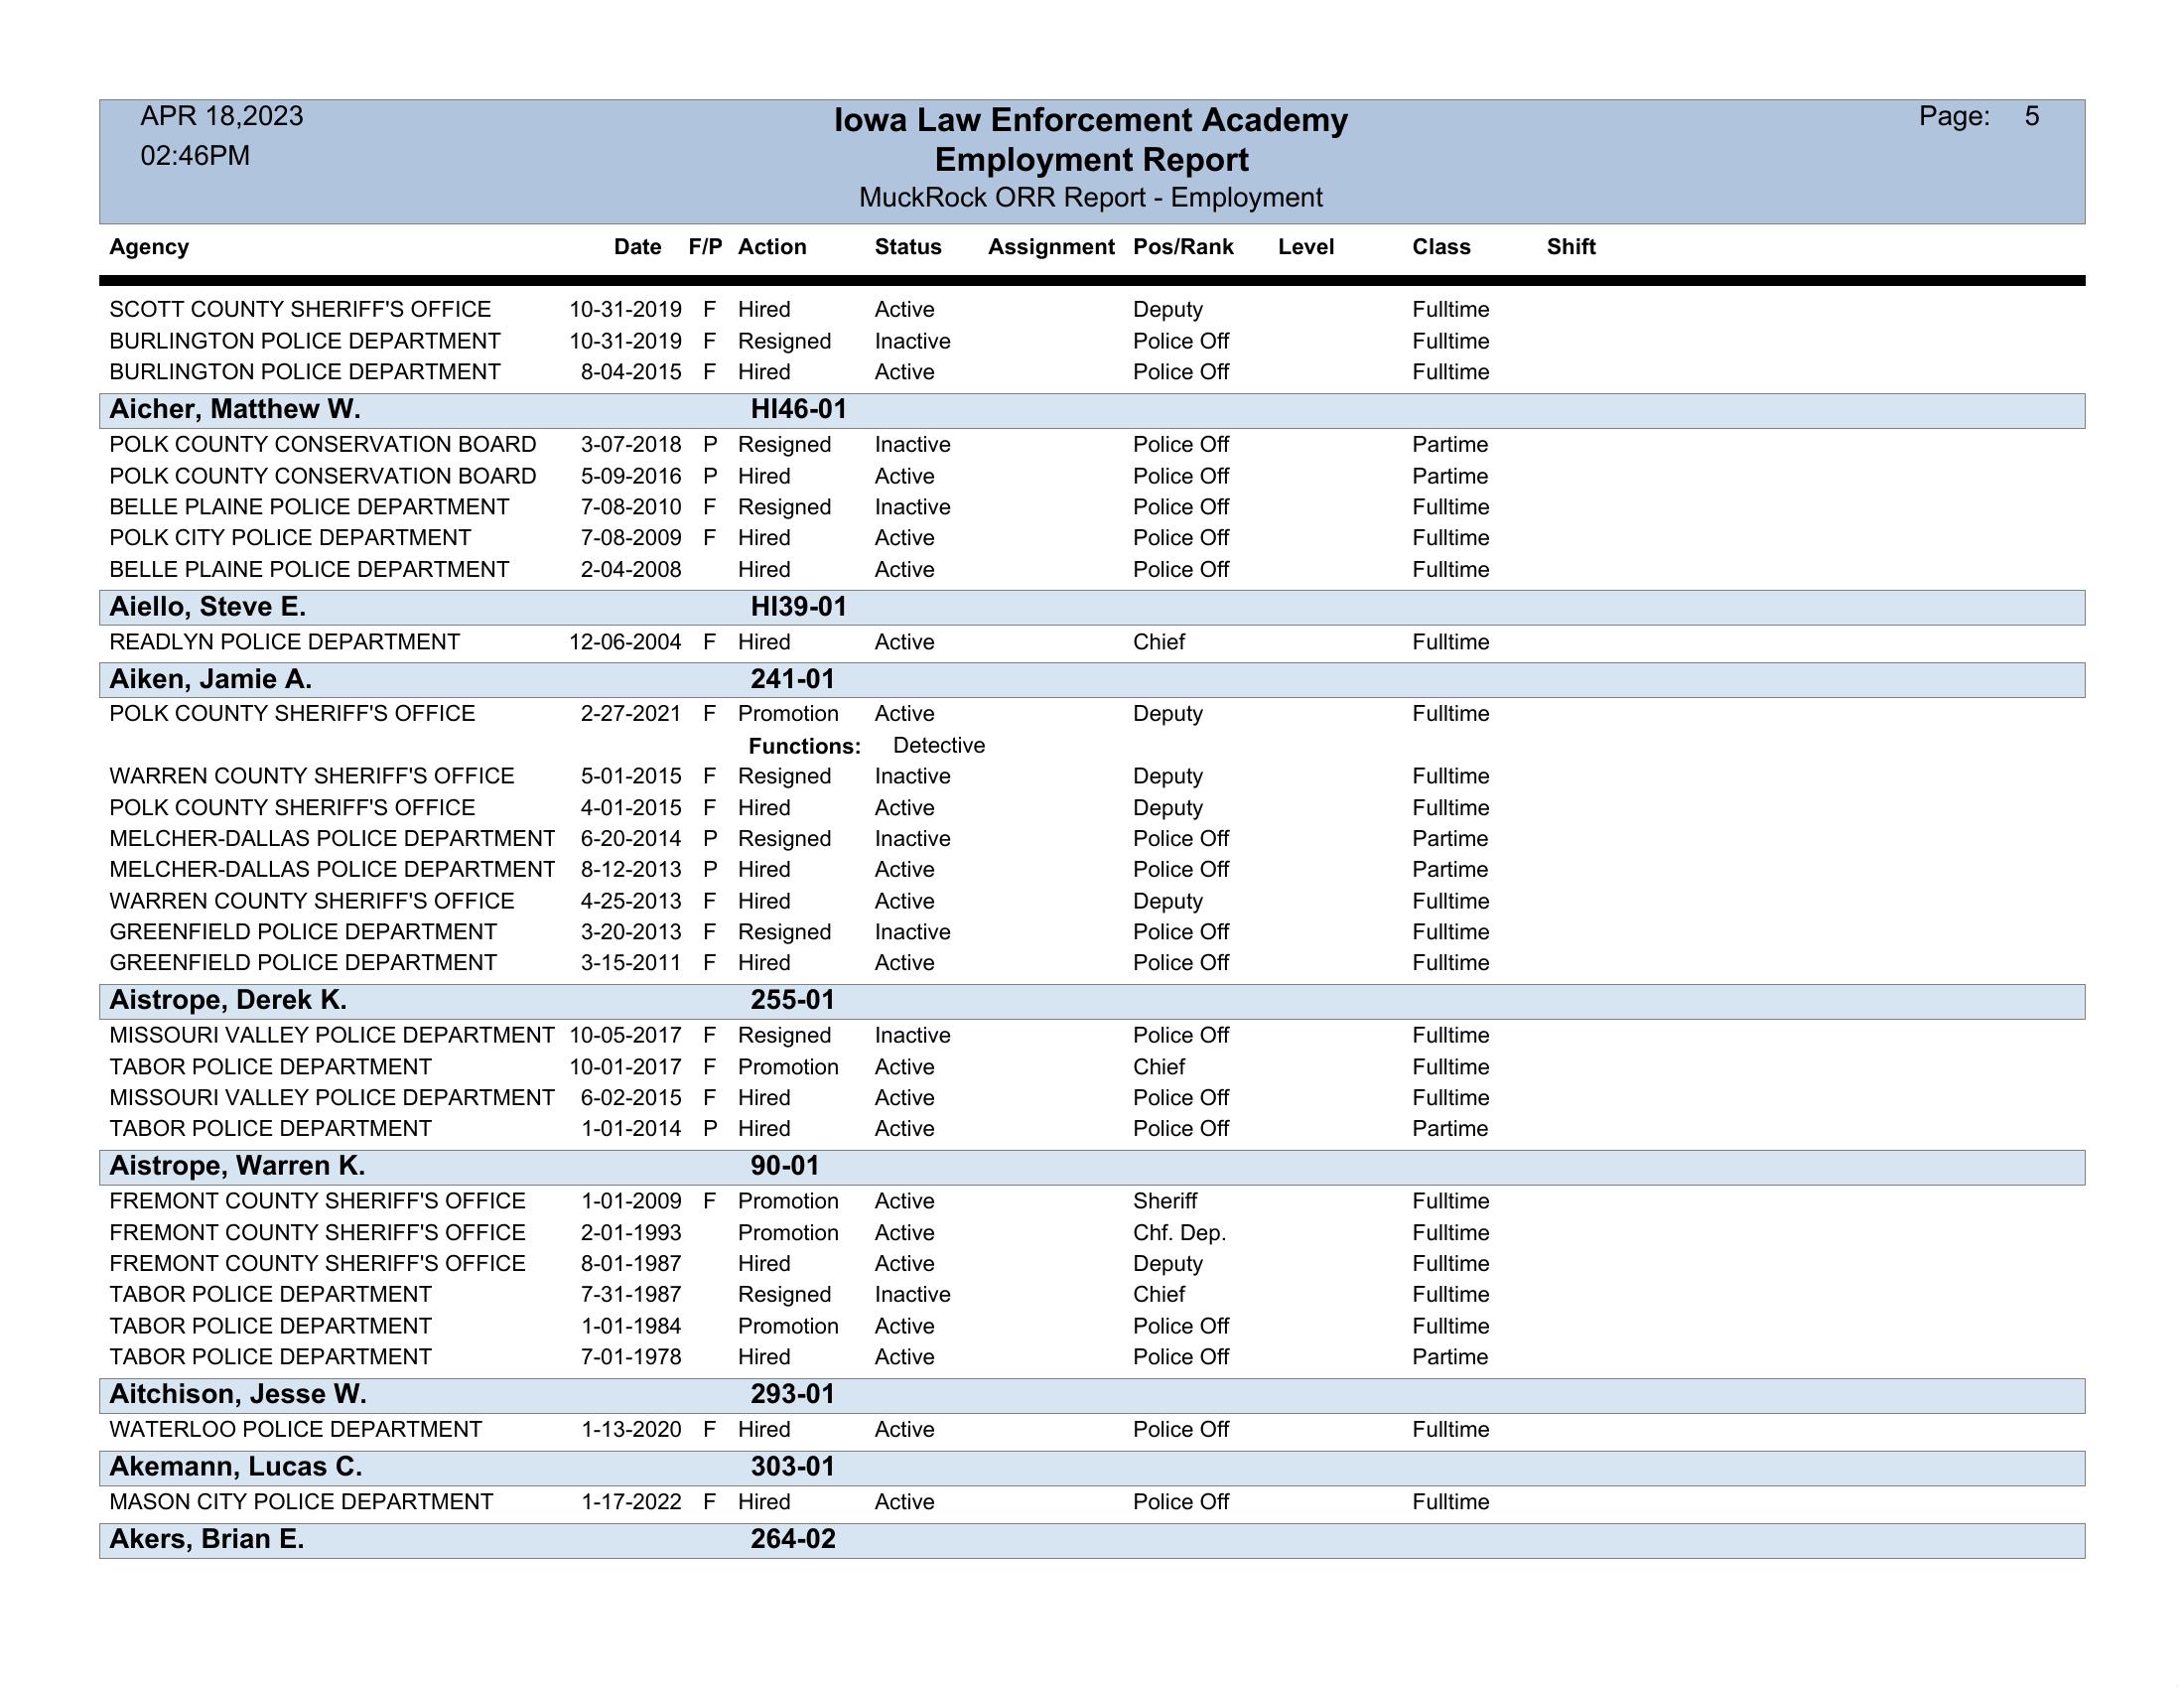 APR 18,2023
02:46PM
Iowa Law Enforcement Academy
Employment Report
MuckRock ORR Report - Employment
Page: 5
Agency Date F/P Action Status Assignment Pos/Rank Level Class Shift
SCOTT COUNTY SHERIFF'S OFFICE 10-31-2019 F Hired Active Deputy Fulltime
BURLINGTON POLICE DEPARTMENT 10-31-2019 F Resigned Inactive Police Off Fulltime
BURLINGTON POLICE DEPARTMENT 8-04-2015 F Hired Active Police Off Fulltime
Aicher, Matthew W. HI46-01
POLK COUNTY CONSERVATION BOARD 3-07-2018 P Resigned Inactive Police Off Partime
POLK COUNTY CONSERVATION BOARD 5-09-2016 P Hired Active Police Off Partime
BELLE PLAINE POLICE DEPARTMENT 7-08-2010 F Resigned Inactive Police Off Fulltime
POLK CITY POLICE DEPARTMENT 7-08-2009 F Hired Active Police Off Fulltime
BELLE PLAINE POLICE DEPARTMENT 2-04-2008 Hired Active Police Off Fulltime
Aiello, Steve E. HI39-01
READLYN POLICE DEPARTMENT 12-06-2004 F Hired Active Chief Fulltime
Aiken, Jamie A. 241-01
POLK COUNTY SHERIFF'S OFFICE 2-27-2021 F Promotion Active Deputy Fulltime
Functions: Detective
WARREN COUNTY SHERIFF'S OFFICE 5-01-2015 F Resigned Inactive Deputy Fulltime
POLK COUNTY SHERIFF'S OFFICE 4-01-2015 F Hired Active Deputy Fulltime
MELCHER-DALLAS POLICE DEPARTMENT 6-20-2014 P Resigned Inactive Police Off Partime
MELCHER-DALLAS POLICE DEPARTMENT 8-12-2013 P Hired Active Police Off Partime
WARREN COUNTY SHERIFF'S OFFICE 4-25-2013 F Hired Active Deputy Fulltime
GREENFIELD POLICE DEPARTMENT 3-20-2013 F Resigned Inactive Police Off Fulltime
GREENFIELD POLICE DEPARTMENT 3-15-2011 F Hired Active Police Off Fulltime
Aistrope, Derek K. 255-01
MISSOURI VALLEY POLICE DEPARTMENT 10-05-2017 F Resigned Inactive Police Off Fulltime
TABOR POLICE DEPARTMENT 10-01-2017 F Promotion Active Chief Fulltime
MISSOURI VALLEY POLICE DEPARTMENT 6-02-2015 F Hired Active Police Off Fulltime
TABOR POLICE DEPARTMENT 1-01-2014 P Hired Active Police Off Partime
Aistrope, Warren K. 90-01
FREMONT COUNTY SHERIFF'S OFFICE 1-01-2009 F Promotion Active Sheriff Fulltime
FREMONT COUNTY SHERIFF'S OFFICE 2-01-1993 Promotion Active Chf. Dep. Fulltime
FREMONT COUNTY SHERIFF'S OFFICE 8-01-1987 Hired Active Deputy Fulltime
TABOR POLICE DEPARTMENT 7-31-1987 Resigned Inactive Chief Fulltime
TABOR POLICE DEPARTMENT 1-01-1984 Promotion Active Police Off Fulltime
TABOR POLICE DEPARTMENT 7-01-1978 Hired Active Police Off Partime
Aitchison, Jesse W. 293-01
WATERLOO POLICE DEPARTMENT 1-13-2020 F Hired Active Police Off Fulltime
Akemann, Lucas C. 303-01
MASON CITY POLICE DEPARTMENT 1-17-2022 F Hired Active Police Off Fulltime
Akers, Brian E. 264-02